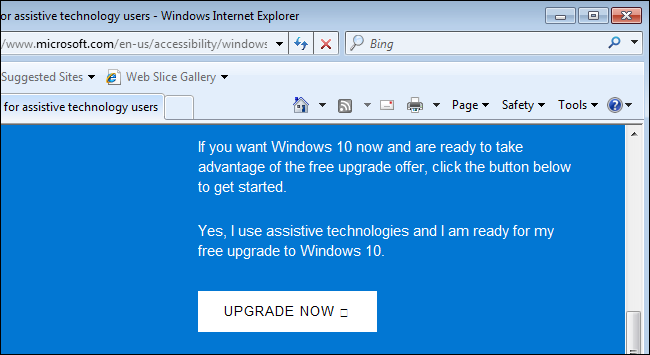 for assistive technology users - Windows Internet Explorer
/www.microsoft.com/en-us/accessibility/windows
Bing
Suggested Sites
Web Slice Gallery
for assistive technology users
Page
Safety
Tools
If you want Windows 10 now and are ready to take
advantage of the free upgrade offer, click the button below
to get started.
Yes, I use assistive technologies and I am ready for my
free upgrade to Windows 10.
UPGRADE NOW